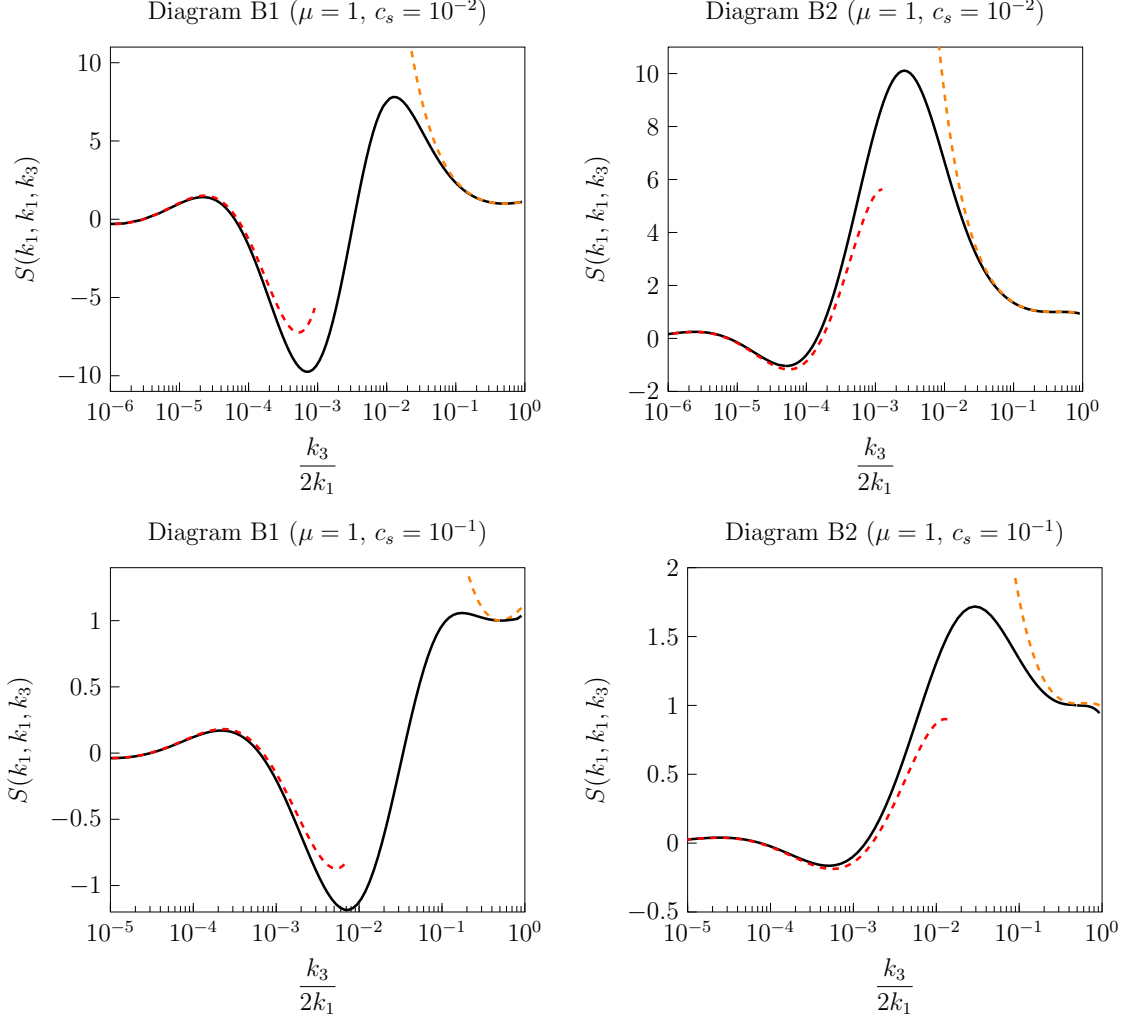 Diagram B1 (μ = 1, c_s = 10^{-2})
10
5
0
−5
−10
S(k_1, k_1, k_3)
10^{-6} 10^{-5} 10^{-4} 10^{-3} 10^{-2} 10^{-1} 10^0
k_3
2k_1
Diagram B2 (μ = 1, c_s = 10^{-2})
10
8
6
4
2
0
−2
S(k_1, k_1, k_3)
10^{-6} 10^{-5} 10^{-4} 10^{-3} 10^{-2} 10^{-1} 10^0
k_3
2k_1
Diagram B1 (μ = 1, c_s = 10^{-1})
1
0.5
0
−0.5
−1
S(k_1, k_1, k_3)
10^{-5} 10^{-4} 10^{-3} 10^{-2} 10^{-1} 10^0
k_3
2k_1
Diagram B2 (μ = 1, c_s = 10^{-1})
2
1.5
1
0.5
0
−0.5
S(k_1, k_1, k_3)
10^{-5} 10^{-4} 10^{-3} 10^{-2} 10^{-1} 10^0
k_3
2k_1